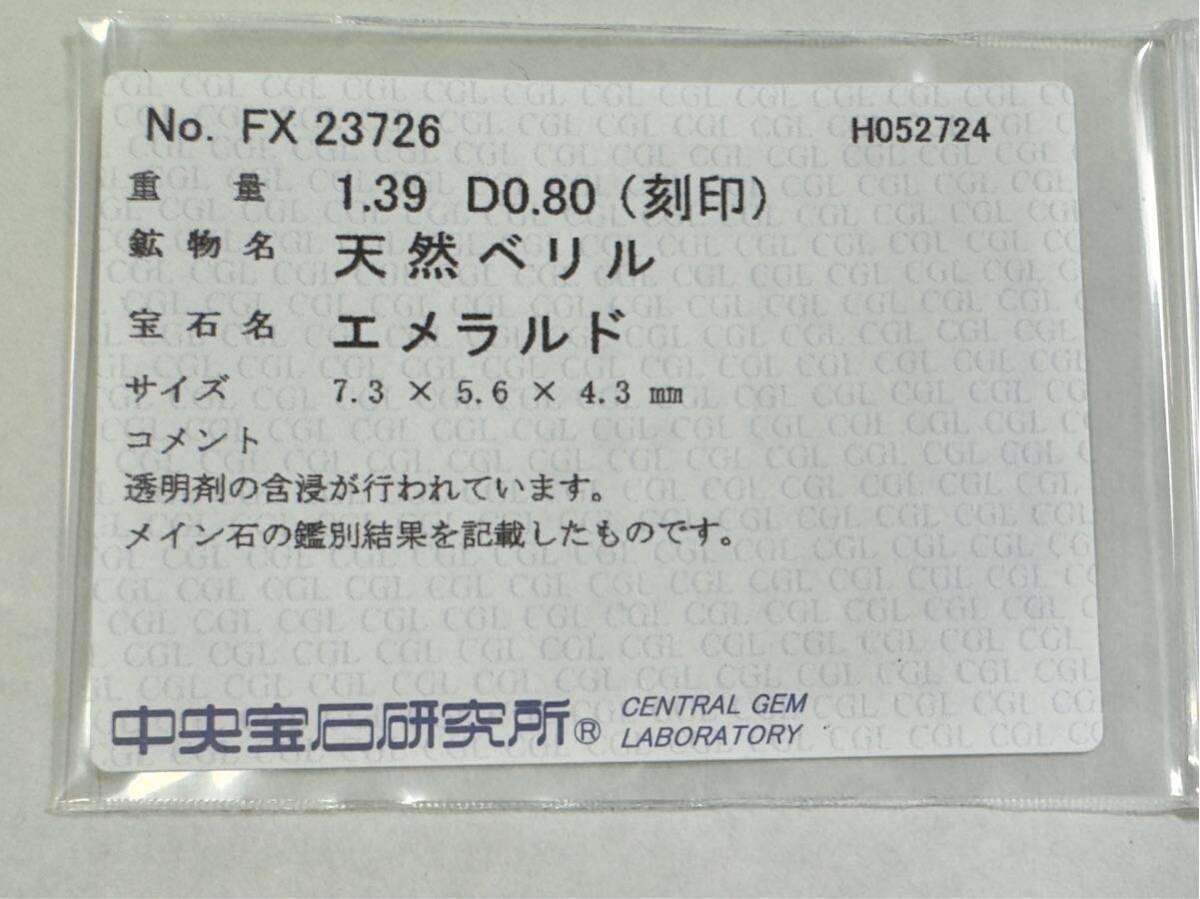 No. FX 23726 H052724
重 量 1.39 D0.80（刻印）
鉱 物 名 天然ベリル
宝 石 名 エメラルド
サイズ 7.3 × 5.6 × 4.3 ㎜
コメント
透明剤の含浸が行われています。
メイン石の鑑別結果を記載したものです。
中央宝石研究所® CENTRAL GEM
LABORATORY